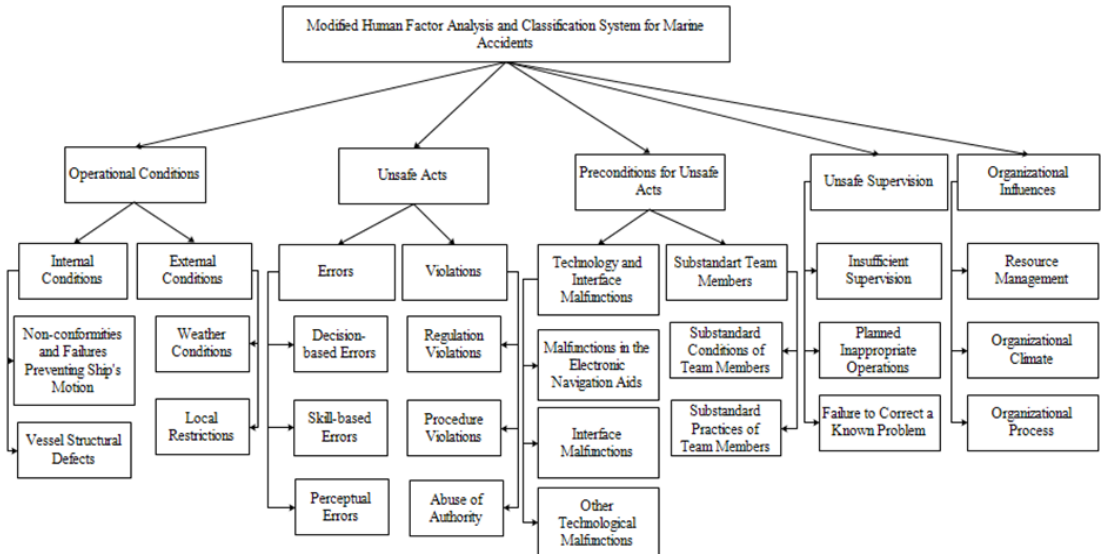 Modified Human Factor Analysis and Classification System for Marine
Accidents
Operational Conditions
Unsafe Acts
Preconditions for Unsafe
Acts
Unsafe Supervision
Organizational
Influences
Internal
Conditions
External
Conditions
Errors
Violations
Technology and
Interface
Malfunctions
Substandart Team
Members
Insufficient
Supervision
Resource
Management
Non-conformities
and Failures
Preventing Ship's
Motion
Weather
Conditions
Decision-
based Errors
Regulation
Violations
Malfunctions in the
Electronic
Navigation Aids
Substandard
Conditions of
Team Members
Planned
Inappropriate
Operations
Organizational
Climate
Vessel Structural
Defects
Local
Restrictions
Skill-based
Errors
Procedure
Violations
Interface
Malfunctions
Substandard
Practices of
Team Members
Failure to Correct a
Known Problem
Organizational
Process
Perceptual
Errors
Abuse of
Authority
Other
Technological
Malfunctions